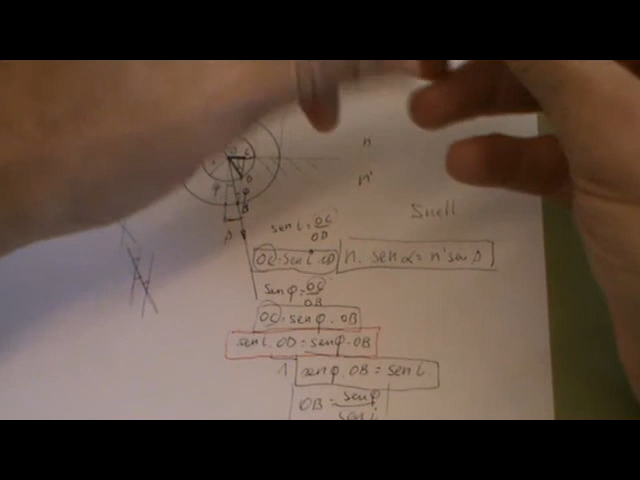 n
n'
Snell
sen i = OC/OD
OC = sen i · OD
n. sen α = n' sen β
sen φ = OC/OB
OC = sen φ · OB
sen i. OD = sen φ · OB
1 sen φ. OB = sen i.
OB = sen φ/sen i